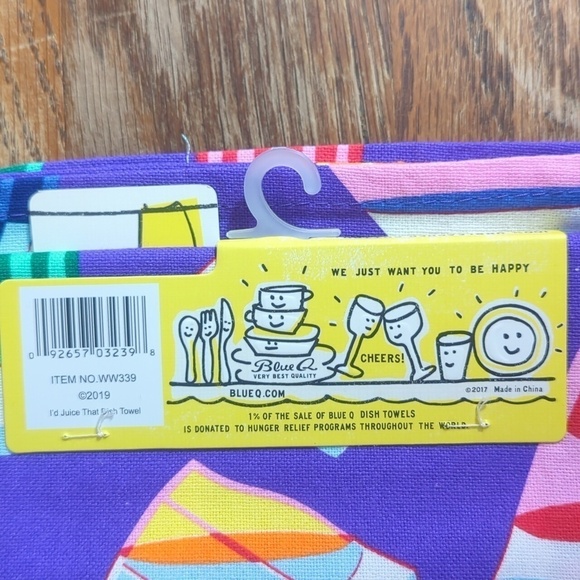 WE JUST WANT YOU TO BE HAPPY
0 92657 03239 8
ITEM NO.WW339
©2019
I'd Juice That Dish Towel
Blue Q
VERY BEST QUALITY
CHEERS!
BLUEQ.COM
©2017 Made in China
1% OF THE SALE OF BLUE Q DISH TOWELS
IS DONATED TO HUNGER RELIEF PROGRAMS THROUGHOUT THE WORLD.